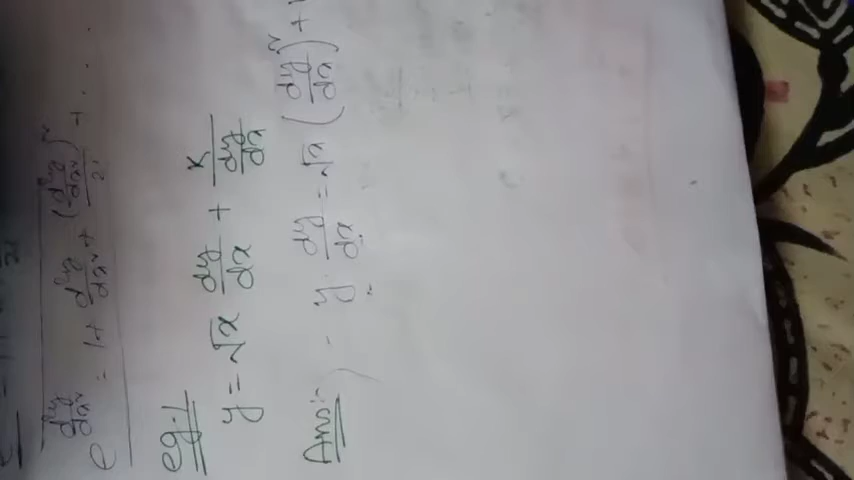 e^(d²y/dx²) = 1 + d²y/dx² + (d²y/dx²)²/2! + ...
eg.1
y = √x dy/dx + k/(dy/dx)
Ans:- y · dy/dx = √x (dy/dx)² +